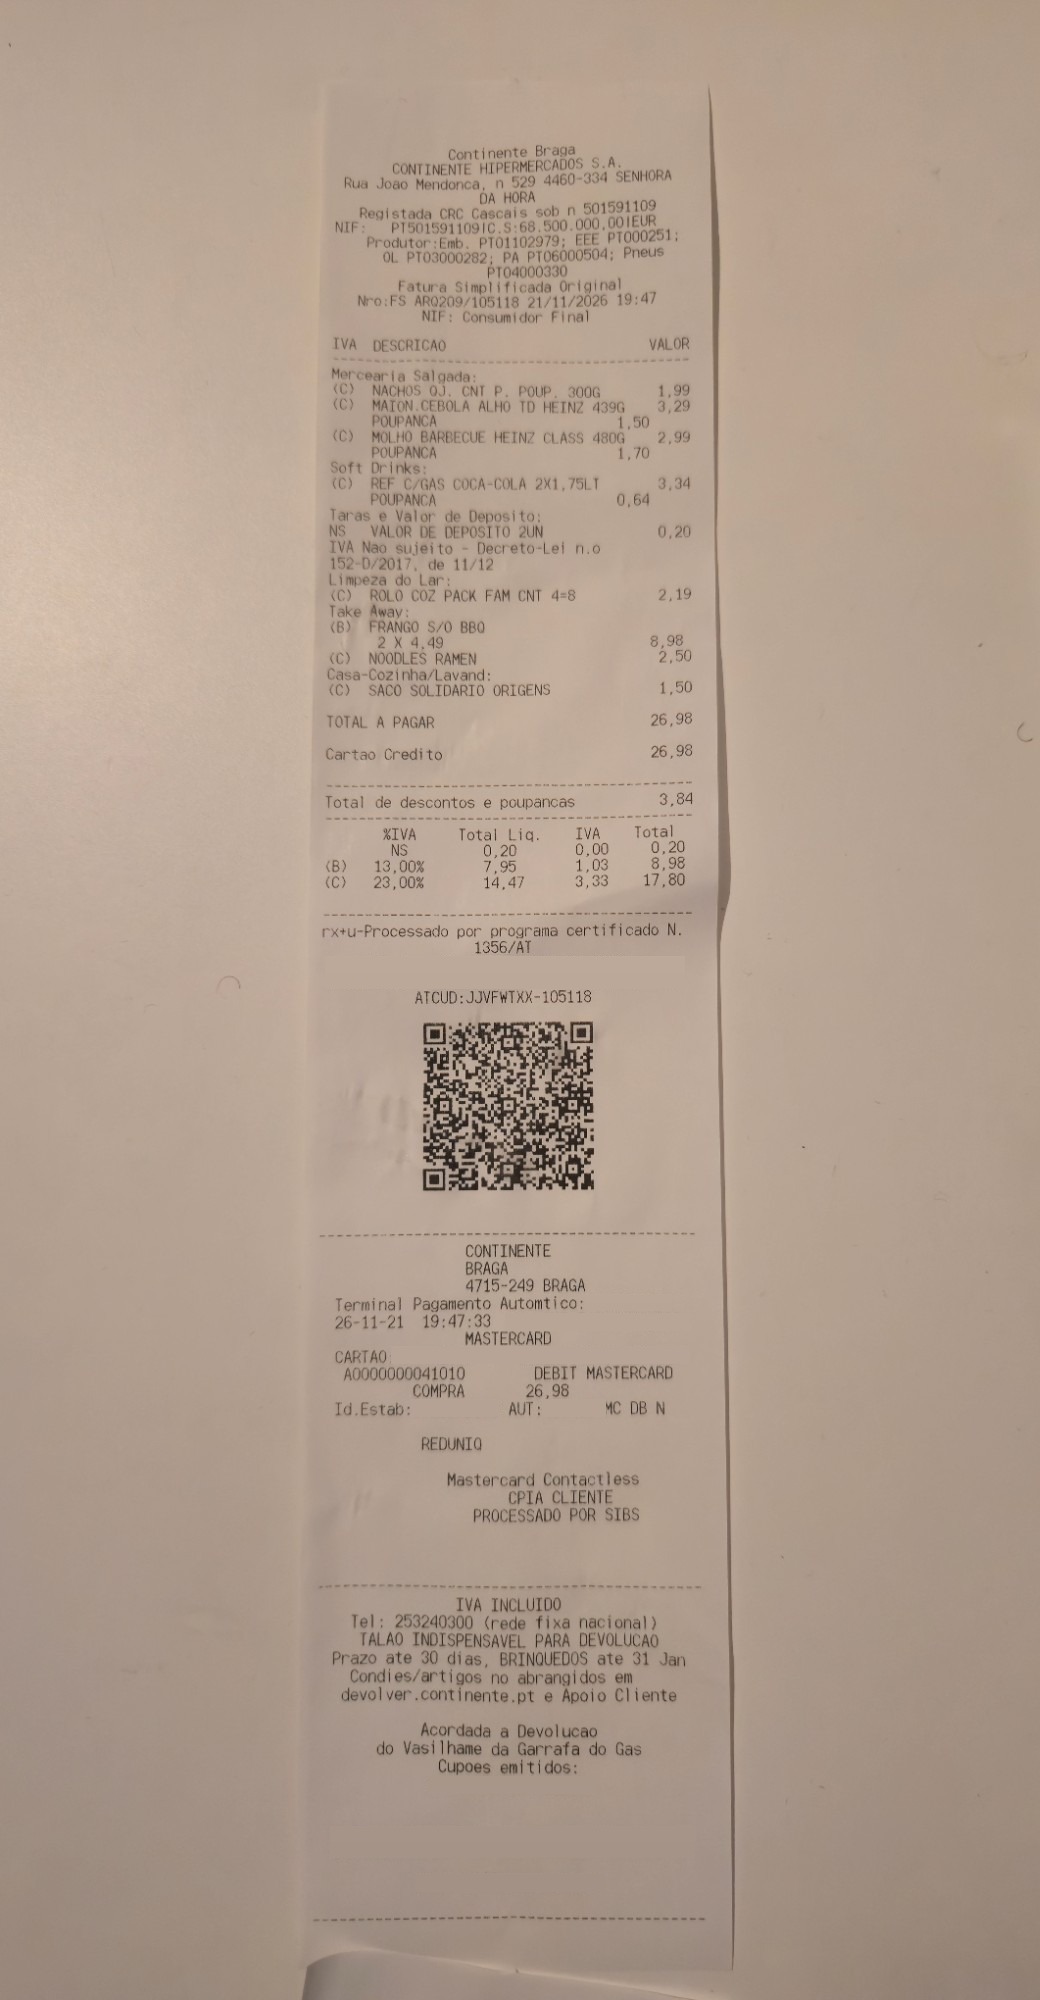 Continente Braga
CONTINENTE HIPERMERCADOS S.A.
Rua Joao Mendonca, n 529 4460-334 SENHORA
DA HORA
Registada CRC Cascais sob n 501591109
NIF: PT501591109|C.S:68.500.000,00|EUR
Produtor:Emb. PT01102979; EEE PT000251;
OL PT03000282; PA PT06000504; Pneus
PT04000330
Fatura Simplificada Original
Nro:FS ARQ209/105118 21/11/2026 19:47
NIF: Consumidor Final
IVA DESCRICAO VALOR
Mercearia Salgada:
(C) NACHOS QJ. CNT P. POUP. 300G 1,99
(C) MAION.CEBOLA ALHO TD HEINZ 439G 3,29
POUPANCA 1,50
(C) MOLHO BARBECUE HEINZ CLASS 480G 2,99
POUPANCA 1,70
Soft Drinks:
(C) REF C/GAS COCA-COLA 2X1,75LT 3,34
POUPANCA 0,64
Taras e Valor de Deposito:
NS VALOR DE DEPOSITO 2UN 0,20
IVA Nao sujeito - Decreto-Lei n.o
152-D/2017, de 11/12
Limpeza do Lar:
(C) ROLO COZ PACK FAM CNT 4=8 2,19
Take Away:
(B) FRANGO S/O BBQ
2 X 4,49 8,98
(C) NOODLES RAMEN 2,50
Casa-Cozinha/Lavand:
(C) SACO SOLIDARIO ORIGENS 1,50
TOTAL A PAGAR 26,98
Cartao Credito 26,98
Total de descontos e poupancas 3,84
%IVA Total Liq. IVA Total
NS 0,20 0,00 0,20
(B) 13,00% 7,95 1,03 8,98
(C) 23,00% 14,47 3,33 17,80
rx+u-Processado por programa certificado N.
1356/AT
ATCUD:JJVFWTXX-105118
CONTINENTE
BRAGA
4715-249 BRAGA
Terminal Pagamento Automtico:
26-11-21 19:47:33
MASTERCARD
CARTAO
A0000000041010 DEBIT MASTERCARD
COMPRA 26,98
Id.Estab: AUT: MC DB N
REDUNIQ
Mastercard Contactless
CPIA CLIENTE
PROCESSADO POR SIBS
IVA INCLUIDO
Tel: 253240300 (rede fixa nacional)
TALAO INDISPENSAVEL PARA DEVOLUCAO
Prazo ate 30 dias, BRINQUEDOS ate 31 Jan
Condies/artigos no abrangidos em
devolver.continente.pt e Apoio Cliente
Acordada a Devolucao
do Vasilhame da Garrafa do Gas
Cupoes emitidos: